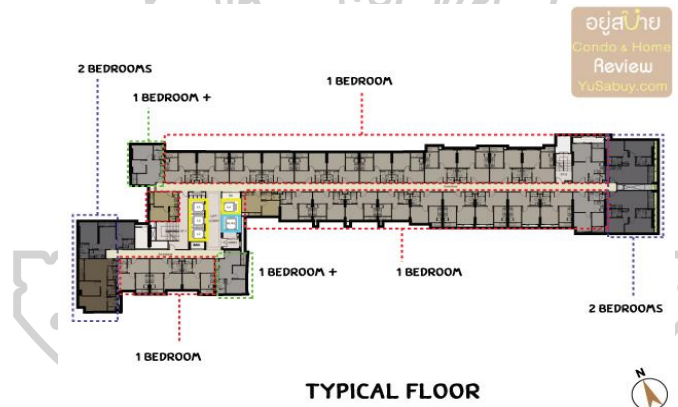 อยู่สบาย
Condo & Home
Review
YuSabuy.com
2 BEDROOMS
1 BEDROOM
1 BEDROOM +
1 BEDROOM +
1 BEDROOM
2 BEDROOMS
1 BEDROOM
TYPICAL FLOOR
N